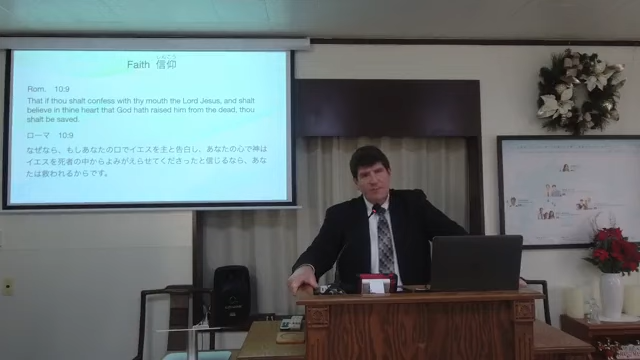 しんこう
Faith 信仰
Rom. 10:9
That if thou shalt confess with thy mouth the Lord Jesus, and shalt
believe in thine heart that God hath raised him from the dead, thou
shalt be saved.
ローマ 10:9
なぜなら、もしあなたの口でイエスを主と告白し、あなたの心で神は
イエスを死者の中からよみがえらせてくださったと信じるなら、あな
たは救われるからです。